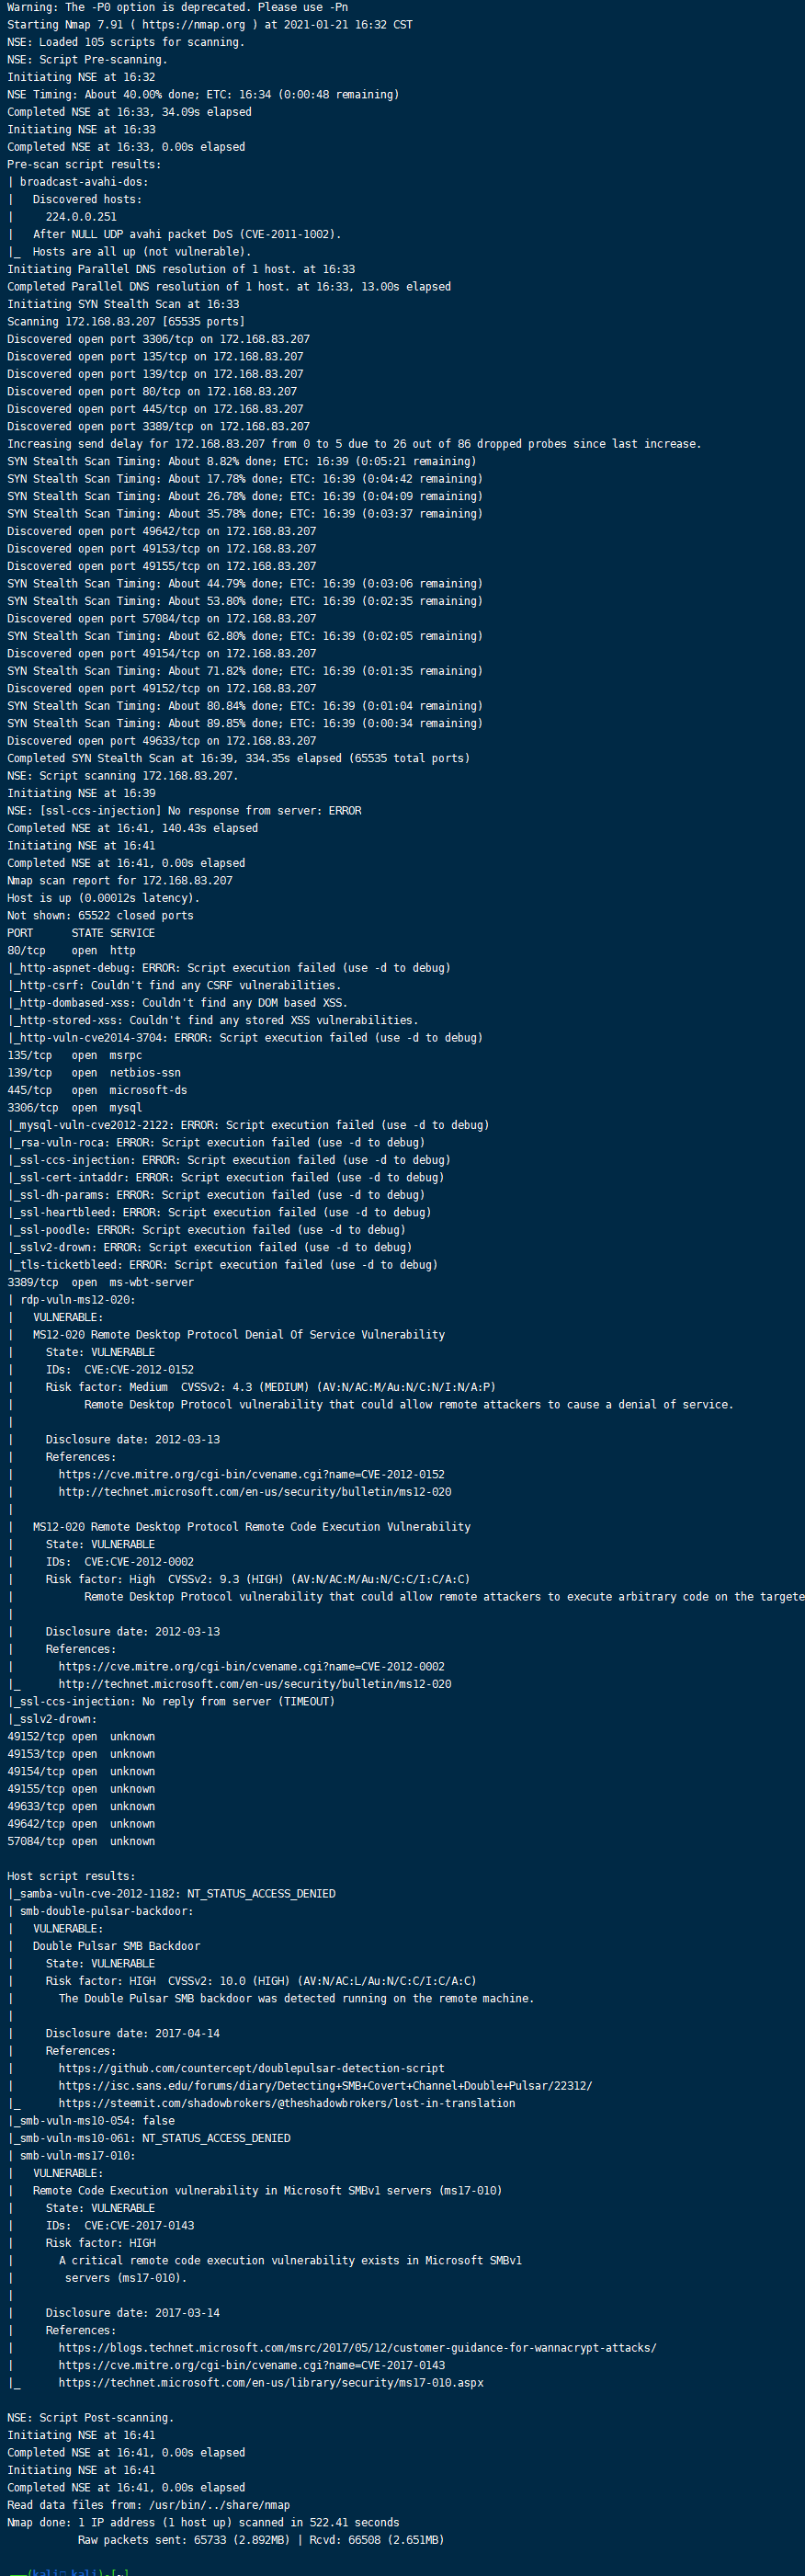 Warning: The -P0 option is deprecated. Please use -Pn
Starting Nmap 7.91 ( https://nmap.org ) at 2021-01-21 16:32 CST
NSE: Loaded 105 scripts for scanning.
NSE: Script Pre-scanning.
Initiating NSE at 16:32
NSE Timing: About 40.00% done; ETC: 16:34 (0:00:48 remaining)
Completed NSE at 16:33, 34.09s elapsed
Initiating NSE at 16:33
Completed NSE at 16:33, 0.00s elapsed
Pre-scan script results:
| broadcast-avahi-dos:
|   Discovered hosts:
|     224.0.0.251
|   After NULL UDP avahi packet DoS (CVE-2011-1002).
|_  Hosts are all up (not vulnerable).
Initiating Parallel DNS resolution of 1 host. at 16:33
Completed Parallel DNS resolution of 1 host. at 16:33, 13.00s elapsed
Initiating SYN Stealth Scan at 16:33
Scanning 172.168.83.207 [65535 ports]
Discovered open port 3306/tcp on 172.168.83.207
Discovered open port 135/tcp on 172.168.83.207
Discovered open port 139/tcp on 172.168.83.207
Discovered open port 80/tcp on 172.168.83.207
Discovered open port 445/tcp on 172.168.83.207
Discovered open port 3389/tcp on 172.168.83.207
Increasing send delay for 172.168.83.207 from 0 to 5 due to 26 out of 86 dropped probes since last increase.
SYN Stealth Scan Timing: About 8.82% done; ETC: 16:39 (0:05:21 remaining)
SYN Stealth Scan Timing: About 17.78% done; ETC: 16:39 (0:04:42 remaining)
SYN Stealth Scan Timing: About 26.78% done; ETC: 16:39 (0:04:09 remaining)
SYN Stealth Scan Timing: About 35.78% done; ETC: 16:39 (0:03:37 remaining)
Discovered open port 49642/tcp on 172.168.83.207
Discovered open port 49153/tcp on 172.168.83.207
Discovered open port 49155/tcp on 172.168.83.207
SYN Stealth Scan Timing: About 44.79% done; ETC: 16:39 (0:03:06 remaining)
SYN Stealth Scan Timing: About 53.80% done; ETC: 16:39 (0:02:35 remaining)
Discovered open port 57084/tcp on 172.168.83.207
SYN Stealth Scan Timing: About 62.80% done; ETC: 16:39 (0:02:05 remaining)
Discovered open port 49154/tcp on 172.168.83.207
SYN Stealth Scan Timing: About 71.82% done; ETC: 16:39 (0:01:35 remaining)
Discovered open port 49152/tcp on 172.168.83.207
SYN Stealth Scan Timing: About 80.84% done; ETC: 16:39 (0:01:04 remaining)
SYN Stealth Scan Timing: About 89.85% done; ETC: 16:39 (0:00:34 remaining)
Discovered open port 49633/tcp on 172.168.83.207
Completed SYN Stealth Scan at 16:39, 334.35s elapsed (65535 total ports)
NSE: Script scanning 172.168.83.207.
Initiating NSE at 16:39
NSE: [ssl-ccs-injection] No response from server: ERROR
Completed NSE at 16:41, 140.43s elapsed
Initiating NSE at 16:41
Completed NSE at 16:41, 0.00s elapsed
Nmap scan report for 172.168.83.207
Host is up (0.00012s latency).
Not shown: 65522 closed ports
PORT      STATE SERVICE
80/tcp    open  http
|_http-aspnet-debug: ERROR: Script execution failed (use -d to debug)
|_http-csrf: Couldn't find any CSRF vulnerabilities.
|_http-dombased-xss: Couldn't find any DOM based XSS.
|_http-stored-xss: Couldn't find any stored XSS vulnerabilities.
|_http-vuln-cve2014-3704: ERROR: Script execution failed (use -d to debug)
135/tcp   open  msrpc
139/tcp   open  netbios-ssn
445/tcp   open  microsoft-ds
3306/tcp  open  mysql
|_mysql-vuln-cve2012-2122: ERROR: Script execution failed (use -d to debug)
|_rsa-vuln-roca: ERROR: Script execution failed (use -d to debug)
|_ssl-ccs-injection: ERROR: Script execution failed (use -d to debug)
|_ssl-cert-intaddr: ERROR: Script execution failed (use -d to debug)
|_ssl-dh-params: ERROR: Script execution failed (use -d to debug)
|_ssl-heartbleed: ERROR: Script execution failed (use -d to debug)
|_ssl-poodle: ERROR: Script execution failed (use -d to debug)
|_sslv2-drown: ERROR: Script execution failed (use -d to debug)
|_tls-ticketbleed: ERROR: Script execution failed (use -d to debug)
3389/tcp  open  ms-wbt-server
| rdp-vuln-ms12-020:
|   VULNERABLE:
|   MS12-020 Remote Desktop Protocol Denial Of Service Vulnerability
|     State: VULNERABLE
|     IDs:  CVE:CVE-2012-0152
|     Risk factor: Medium  CVSSv2: 4.3 (MEDIUM) (AV:N/AC:M/Au:N/C:N/I:N/A:P)
|           Remote Desktop Protocol vulnerability that could allow remote attackers to cause a denial of service.
|
|     Disclosure date: 2012-03-13
|     References:
|       https://cve.mitre.org/cgi-bin/cvename.cgi?name=CVE-2012-0152
|       http://technet.microsoft.com/en-us/security/bulletin/ms12-020
|
|   MS12-020 Remote Desktop Protocol Remote Code Execution Vulnerability
|     State: VULNERABLE
|     IDs:  CVE:CVE-2012-0002
|     Risk factor: High  CVSSv2: 9.3 (HIGH) (AV:N/AC:M/Au:N/C:C/I:C/A:C)
|           Remote Desktop Protocol vulnerability that could allow remote attackers to execute arbitrary code on the targete
|
|     Disclosure date: 2012-03-13
|     References:
|       https://cve.mitre.org/cgi-bin/cvename.cgi?name=CVE-2012-0002
|_      http://technet.microsoft.com/en-us/security/bulletin/ms12-020
|_ssl-ccs-injection: No reply from server (TIMEOUT)
|_sslv2-drown:
49152/tcp open  unknown
49153/tcp open  unknown
49154/tcp open  unknown
49155/tcp open  unknown
49633/tcp open  unknown
49642/tcp open  unknown
57084/tcp open  unknown

Host script results:
|_samba-vuln-cve-2012-1182: NT_STATUS_ACCESS_DENIED
| smb-double-pulsar-backdoor:
|   VULNERABLE:
|   Double Pulsar SMB Backdoor
|     State: VULNERABLE
|     Risk factor: HIGH  CVSSv2: 10.0 (HIGH) (AV:N/AC:L/Au:N/C:C/I:C/A:C)
|       The Double Pulsar SMB backdoor was detected running on the remote machine.
|
|     Disclosure date: 2017-04-14
|     References:
|       https://github.com/countercept/doublepulsar-detection-script
|       https://isc.sans.edu/forums/diary/Detecting+SMB+Covert+Channel+Double+Pulsar/22312/
|_      https://steemit.com/shadowbrokers/@theshadowbrokers/lost-in-translation
|_smb-vuln-ms10-054: false
|_smb-vuln-ms10-061: NT_STATUS_ACCESS_DENIED
| smb-vuln-ms17-010:
|   VULNERABLE:
|   Remote Code Execution vulnerability in Microsoft SMBv1 servers (ms17-010)
|     State: VULNERABLE
|     IDs:  CVE:CVE-2017-0143
|     Risk factor: HIGH
|       A critical remote code execution vulnerability exists in Microsoft SMBv1
|        servers (ms17-010).
|
|     Disclosure date: 2017-03-14
|     References:
|       https://blogs.technet.microsoft.com/msrc/2017/05/12/customer-guidance-for-wannacrypt-attacks/
|       https://cve.mitre.org/cgi-bin/cvename.cgi?name=CVE-2017-0143
|_      https://technet.microsoft.com/en-us/library/security/ms17-010.aspx

NSE: Script Post-scanning.
Initiating NSE at 16:41
Completed NSE at 16:41, 0.00s elapsed
Initiating NSE at 16:41
Completed NSE at 16:41, 0.00s elapsed
Read data files from: /usr/bin/../share/nmap
Nmap done: 1 IP address (1 host up) scanned in 522.41 seconds
           Raw packets sent: 65733 (2.892MB) | Rcvd: 66508 (2.651MB)